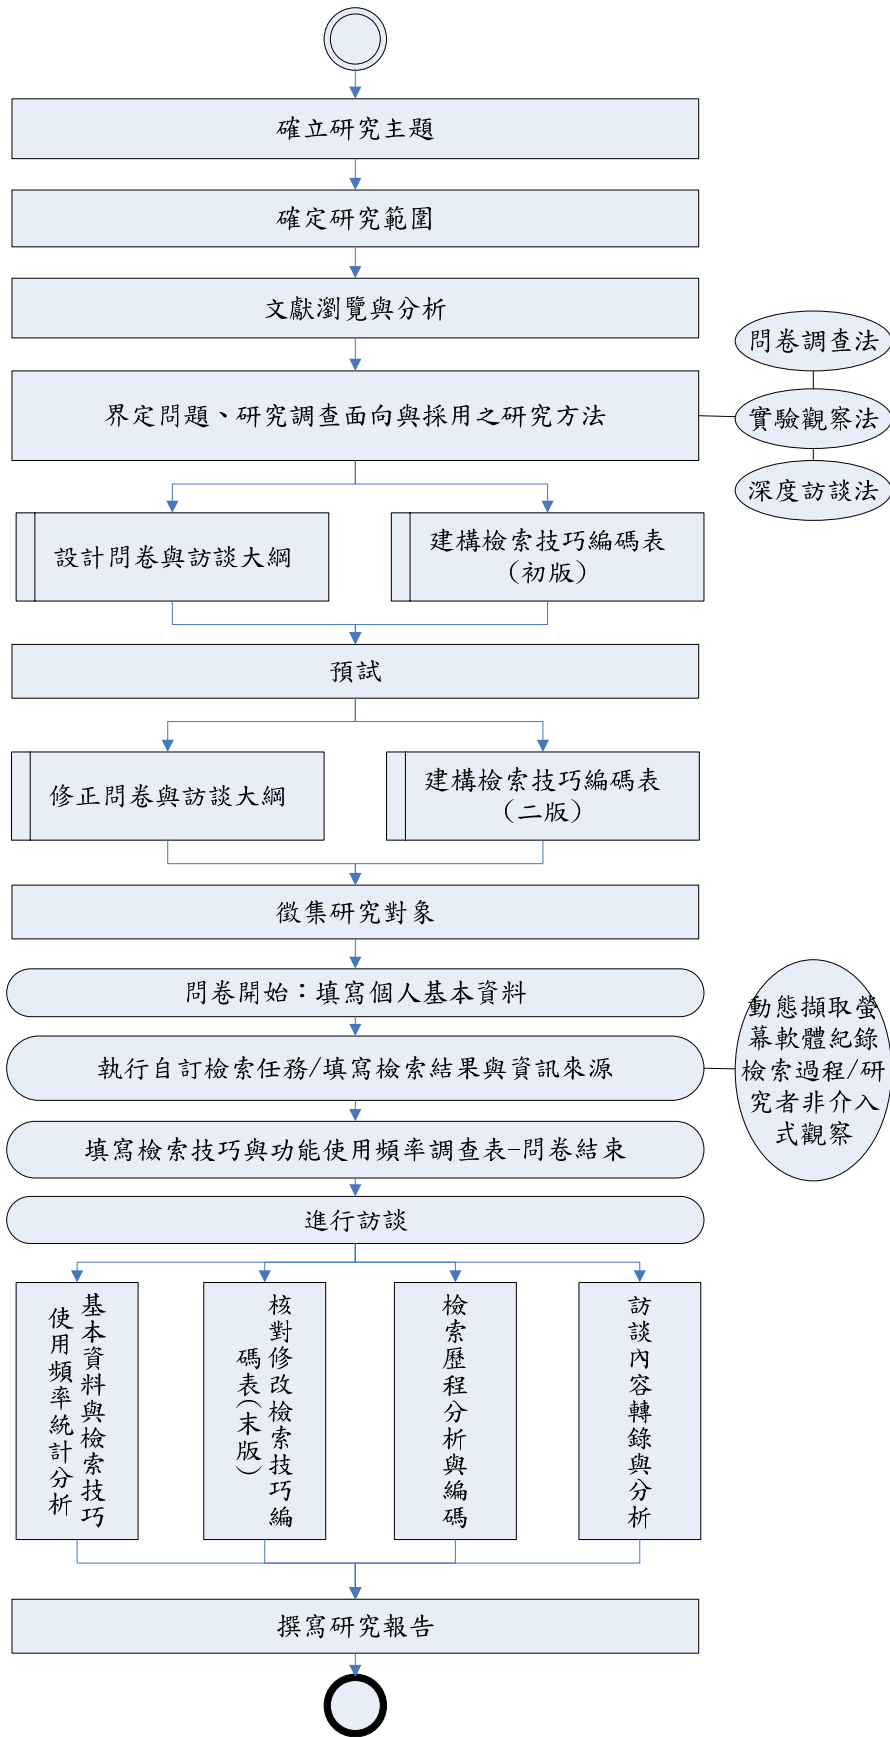 確立研究主題
確定研究範圍
文獻瀏覽與分析
界定問題、研究調查面向與採用之研究方法
問卷調查法
實驗觀察法
深度訪談法
設計問卷與訪談大綱
建構檢索技巧編碼表
(初版)
預試
修正問卷與訪談大綱
建構檢索技巧編碼表
(二版)
徵集研究對象
問卷開始：填寫個人基本資料
執行自訂檢索任務/填寫檢索結果與資訊來源
動態擷取螢
幕軟體紀錄
檢索過程/研
究者非介入
式觀察
填寫檢索技巧與功能使用頻率調查表-問卷結束
進行訪談
基本資料與檢索技巧
使用頻率統計分析
核對修改檢索技巧編
碼表(末版)
檢索歷程分析與編碼
訪談內容轉錄與分析
撰寫研究報告